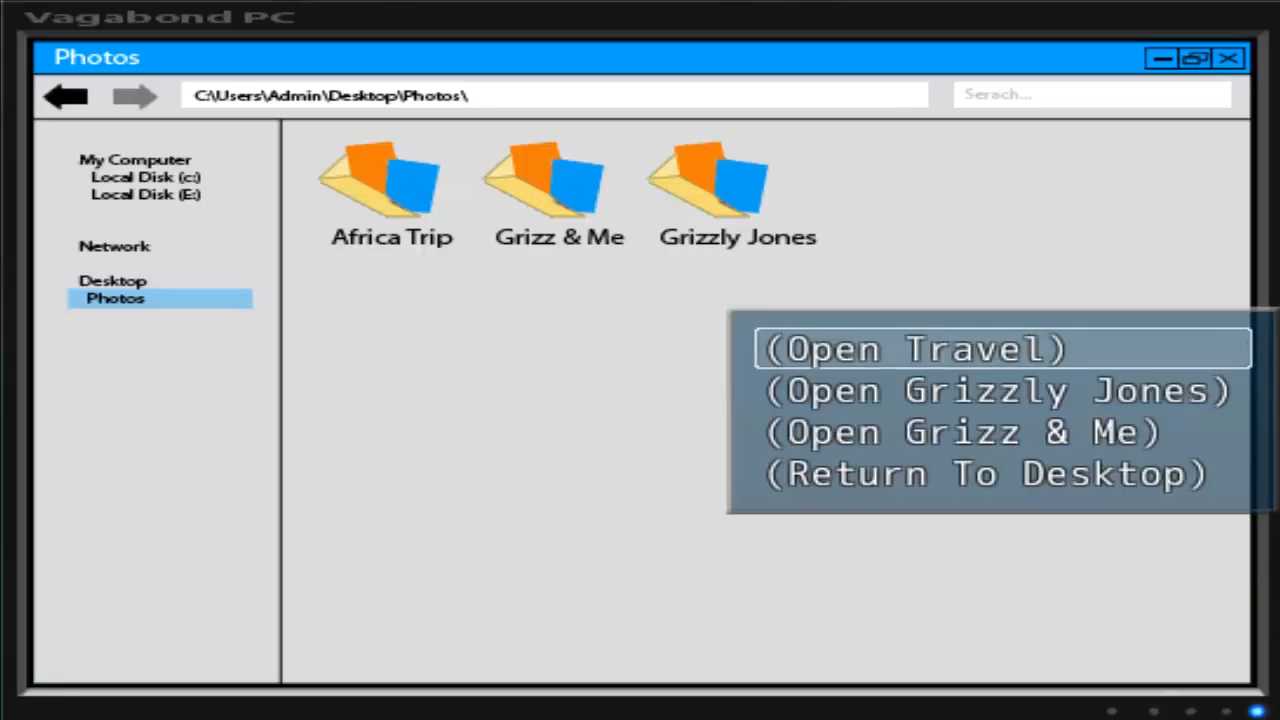 Vagabond PC
Photos
C:\Users\Admin\Desktop\Photos\
Serach...
My Computer
Local Disk (c:)
Local Disk (E:)
Network
Desktop
Photos
Africa Trip
Grizz & Me
Grizzly Jones
(Open Travel)
(Open Grizzly Jones)
(Open Grizz & Me)
(Return To Desktop)